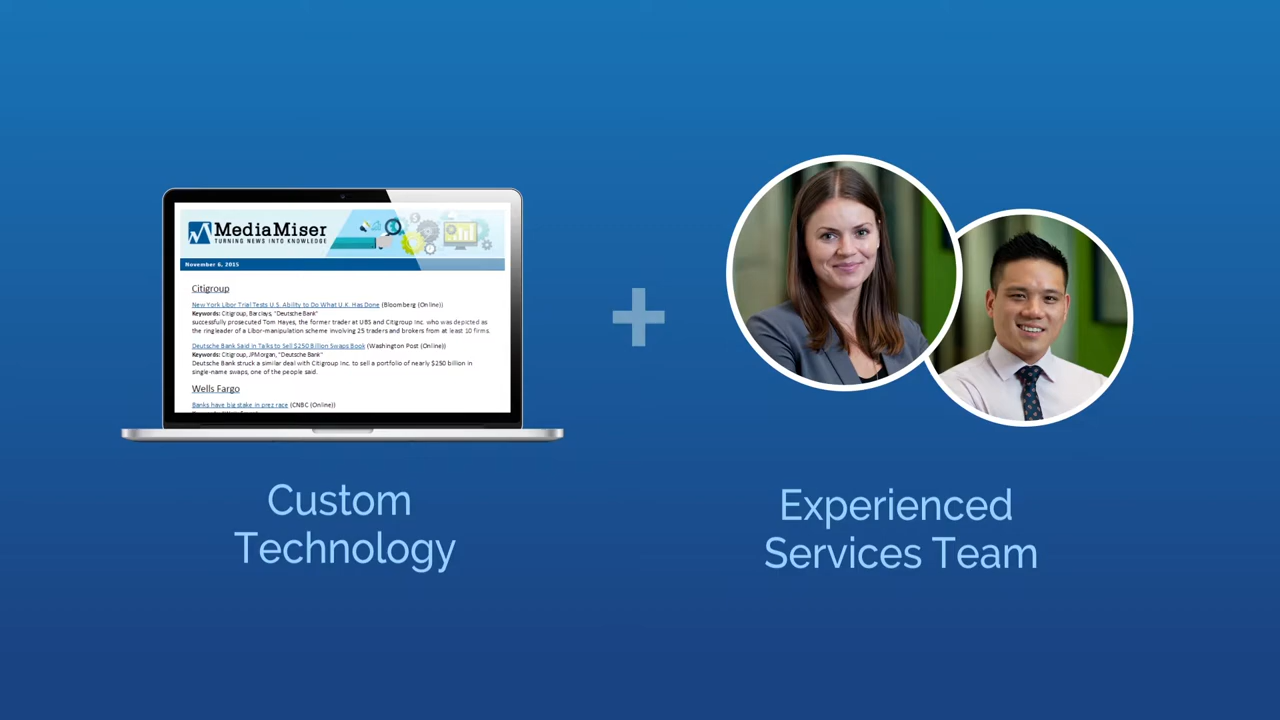 MediaMiser
TURNING NEWS INTO KNOWLEDGE
November 6, 2015
Citigroup
New York Libor Trial Tests U.S. Ability to Do What U.K. Has Done (Bloomberg (Online))
Keywords: Citigroup, Barclays, "Deutsche Bank"
successfully prosecuted Tom Hayes, the former trader at UBS and Citigroup Inc. who was depicted as
the ringleader of a Libor-manipulation scheme involving 25 traders and brokers from at least 10 firms.
Deutsche Bank Said in Talks to Sell $250 Billion Swaps Book (Washington Post (Online))
Keywords: Citigroup, JPMorgan, "Deutsche Bank"
Deutsche Bank struck a similar deal with Citigroup Inc. to sell a portfolio of nearly $250 billion in
single-name swaps, one of the people said.
Wells Fargo
Banks have big stake in prez race (CNBC (Online))
Custom
Technology
+
Experienced
Services Team